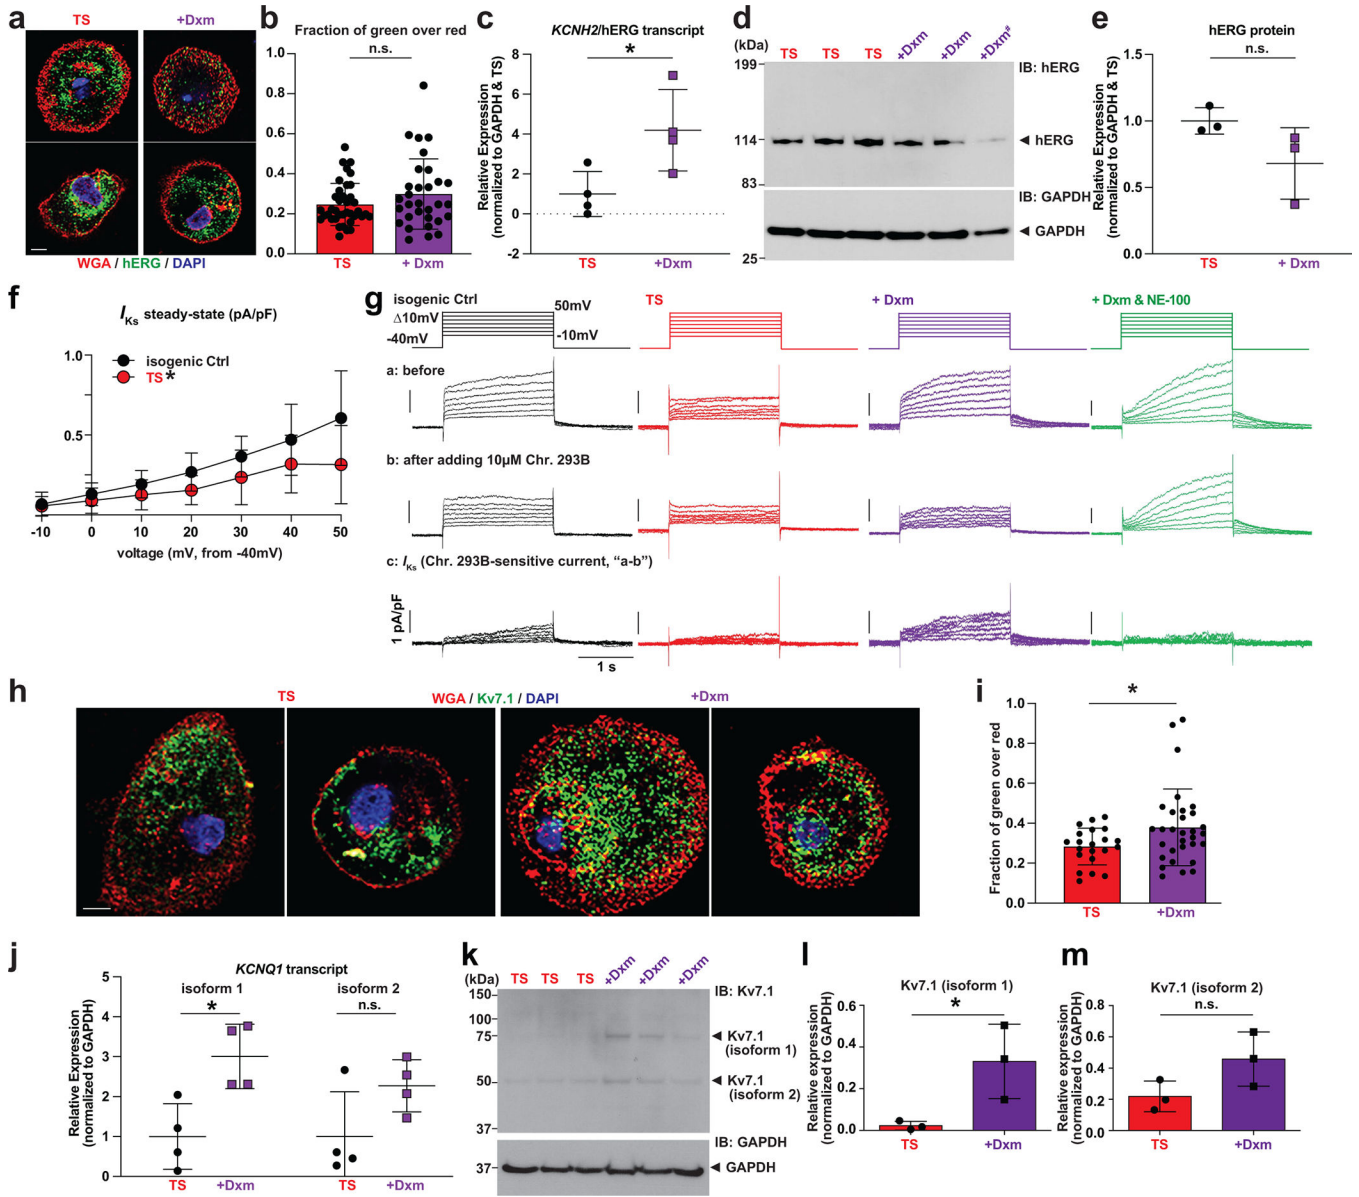 a
TS
+Dxm
WGA / hERG / DAPI
b
Fraction of green over red
n.s.
1.0
0.8
0.6
0.4
0.2
0.0
TS
+ Dxm
c
KCNH2/hERG transcript
*
Relative Expression
(normalized to GAPDH & TS)
8
6
4
2
0
-2
TS
+Dxm
d
(kDa)
TS
TS
TS
+Dxm
+Dxm
+Dxm#
199
114
83
25
IB: hERG
hERG
IB: GAPDH
GAPDH
e
hERG protein
n.s.
Relative Expression
(normalized to GAPDH & TS)
1.5
1.0
0.5
0.0
TS
+ Dxm
f
IKs steady-state (pA/pF)
isogenic Ctrl
TS*
1.0
0.5
-10
0
10
20
30
40
50
voltage (mV, from -40mV)
g
isogenic Ctrl
50mV
Δ10mV
-40mV
-10mV
TS
+ Dxm
+ Dxm & NE-100
a: before
b: after adding 10µM Chr. 293B
c: IKs (Chr. 293B-sensitive current, “a-b”)
1 pA/pF
1 s
h
TS
WGA / Kv7.1 / DAPI
+Dxm
i
*
Fraction of green over red
1.0
0.8
0.6
0.4
0.2
0.0
TS
+Dxm
j
KCNQ1 transcript
isoform 1
isoform 2
*
n.s.
Relative Expression
(normalized to GAPDH)
5
4
3
2
1
0
TS
+Dxm
TS
+Dxm
k
(kDa)
TS
TS
TS
+Dxm
+Dxm
+Dxm
150
100
75
50
37
37
IB: Kv7.1
Kv7.1
(isoform 1)
Kv7.1
(isoform 2)
IB: GAPDH
GAPDH
l
Kv7.1 (isoform 1)
*
Relative expression
(normalized to GAPDH)
0.6
0.4
0.2
0.0
TS
+Dxm
m
Kv7.1 (isoform 2)
n.s.
Relative expression
(normalized to GAPDH)
0.8
0.6
0.4
0.2
0.0
TS
+Dxm